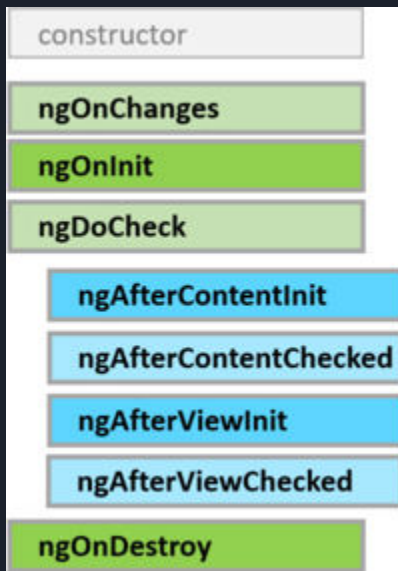 constructor
ngOnChanges
ngOnInit
ngDoCheck
ngAfterContentInit
ngAfterContentChecked
ngAfterViewInit
ngAfterViewChecked
ngOnDestroy